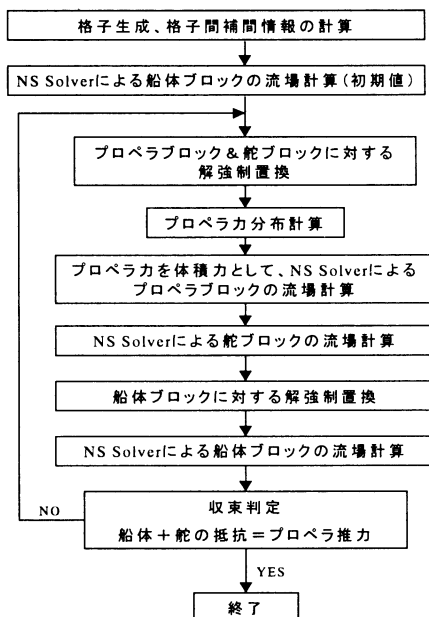 格子生成、格子間補間情報の計算
NS Solverによる船体ブロックの流場計算(初期値)
プロペラブロック&舵ブロックに対する
解強制置換
プロペラ力分布計算
プロペラ力を体積力として、NS Solverによる
プロペラブロックの流場計算
NS Solverによる舵ブロックの流場計算
船体ブロックに対する解強制置換
NS Solverによる船体ブロックの流場計算
収束判定
NO
船体+舵の抵抗=プロペラ推力
YES
終了